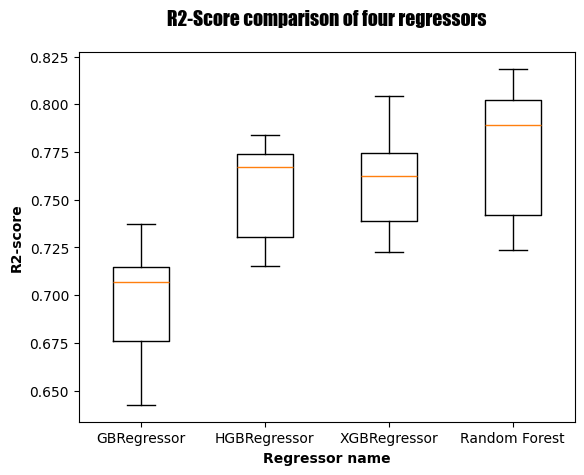 R2-Score comparison of four regressors
R2-score
0.825
0.800
0.775
0.750
0.725
0.700
0.675
0.650
GBRegressor HGBRegressor XGBRegressor Random Forest
Regressor name